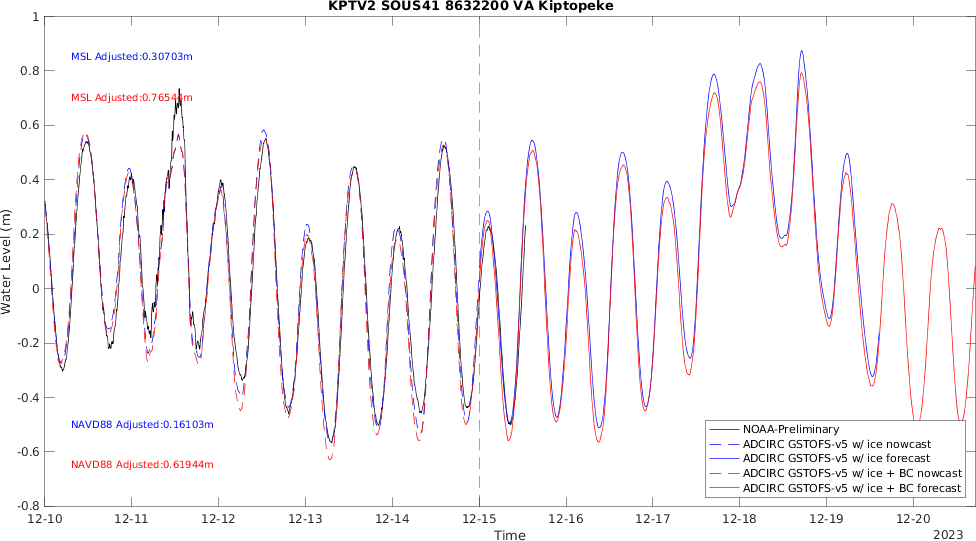 KPTV2 SOUS41 8632200 VA Kiptopeke
1
0.8
0.6
0.4
0.2
0
-0.2
-0.4
-0.6
-0.8
Water Level (m)
MSL Adjusted:0.30703m
MSL Adjusted:0.76544m
NAVD88 Adjusted:0.16103m
NAVD88 Adjusted:0.61944m
NOAA-Preliminary
ADCIRC GSTOFS-v5 w/ ice nowcast
ADCIRC GSTOFS-v5 w/ ice forecast
ADCIRC GSTOFS-v5 w/ ice + BC nowcast
ADCIRC GSTOFS-v5 w/ ice + BC forecast
12-10 12-11 12-12 12-13 12-14 12-15 12-16 12-17 12-18 12-19 12-20
Time
2023